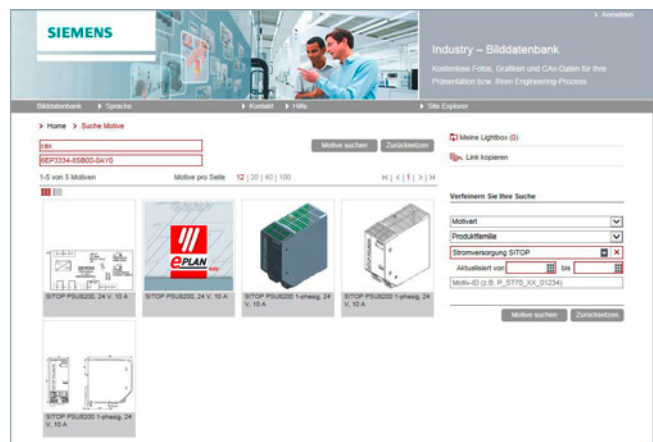 > Anmelden
SIEMENS
Industry – Bilddatenbank
Kostenlose Fotos, Grafiken und CAx-Daten für Ihre
Präsentation bzw. Ihren Engineering-Prozess.
Bilddatenbank > Sprache > Kontakt > Hilfe > Site Explorer
> Home > Suche Motive
cax
6EP3334-8SB00-0AY0
Motive suchen Zurücksetzen
Meine Lightbox (0)
Link kopieren
1-5 von 5 Motiven Motive pro Seite 12 | 20 | 40 | 100 | 1 |
Verfeinern Sie Ihre Suche
Motivart
Produktfamilie
Stromversorgung SITOP
Aktualisiert von bis
Motiv-ID (z.B. P_ST70_XX_01234)
Motive suchen Zurücksetzen
SIEMENS
EPLAN
SITOP PSU8200, 24 V, 10 A
SITOP PSU8200, 24 V, 10 A
SITOP PSU8200 1-phasig, 24
V, 10 A
SITOP PSU8200 1-phasig, 24
V, 10 A
SITOP PSU8200 1-phasig, 24
V, 10 A